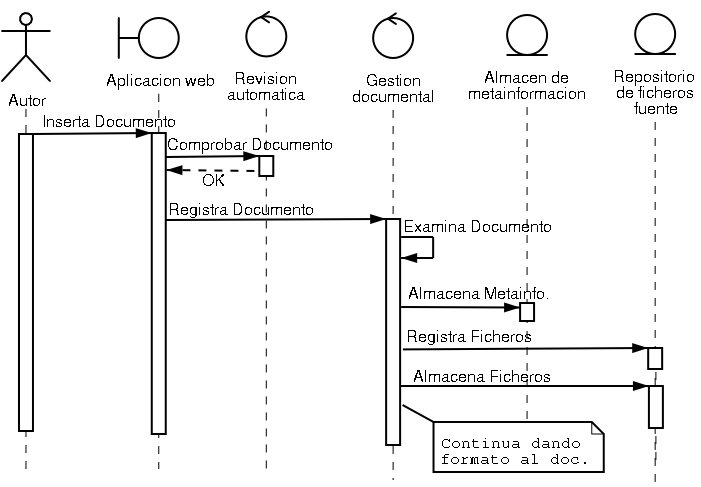 Autor
Aplicacion web
Revision
automatica
Gestion
documental
Almacen de
metainformacion
Repositorio
de ficheros
fuente
Inserta Documento
Comprobar Documento
OK
Registra Documento
Examina Documento
Almacena Metainfo.
Registra Ficheros
Almacena Ficheros
Continua dando
formato al doc.